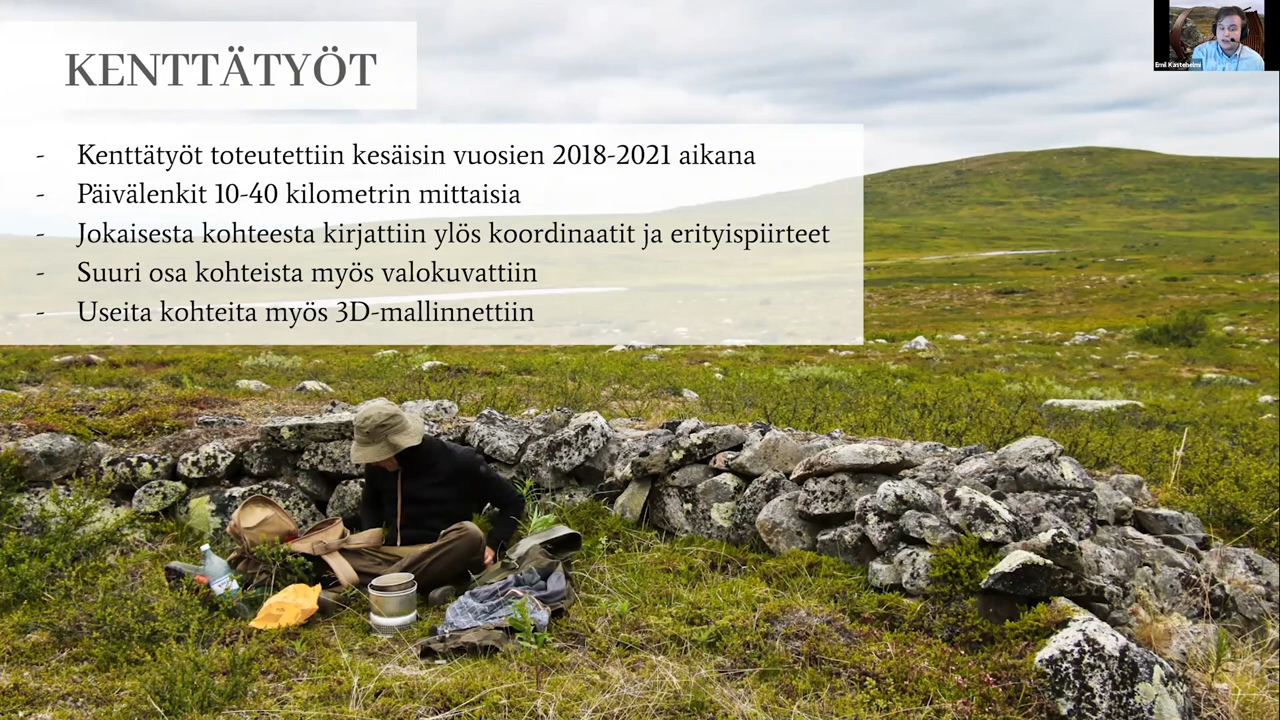 KENTTÄTYÖT
- Kenttätyöt toteutettiin kesäisin vuosien 2018-2021 aikana
- Päivälenkit 10-40 kilometrin mittaisia
- Jokaisesta kohteesta kirjattiin ylös koordinaatit ja erityispiirteet
- Suuri osa kohteista myös valokuvattiin
- Useita kohteita myös 3D-mallinnettiin
Emil Kastehelmi